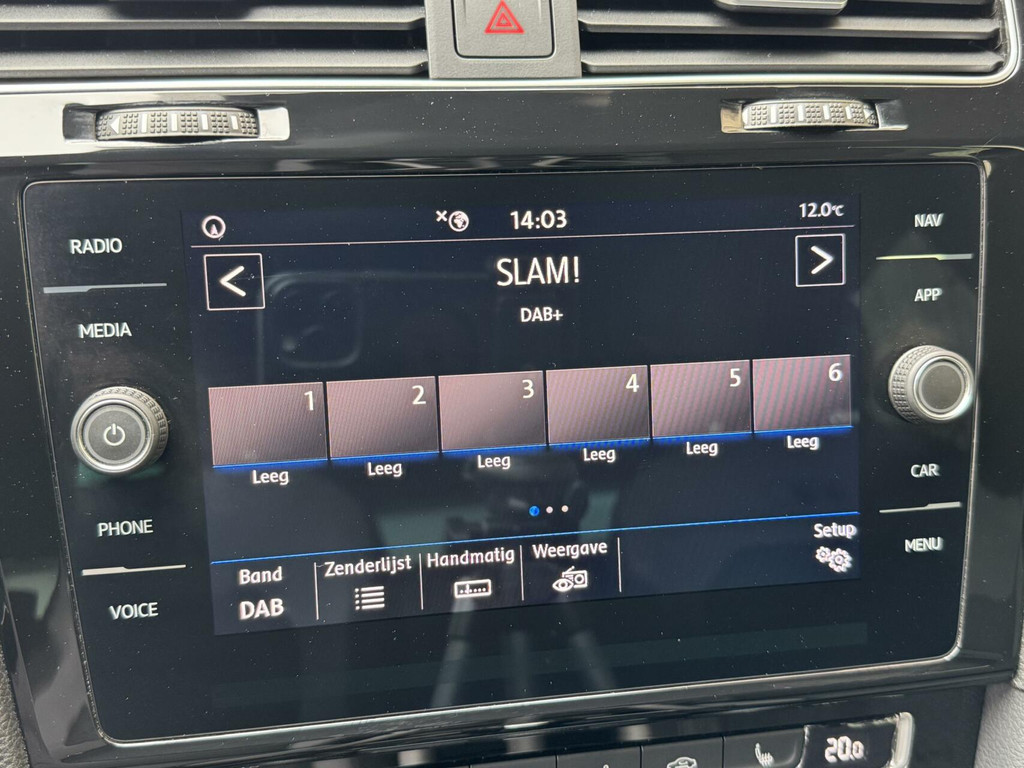 RADIO
MEDIA
PHONE
VOICE
14:03
12.0°C
SLAM!
DAB+
1 2 3 4 5 6
Leeg Leeg Leeg Leeg Leeg Leeg
Band
DAB
Zenderlijst
Handmatig
Weergave
Setup
NAV
APP
CAR
MENU
20.0